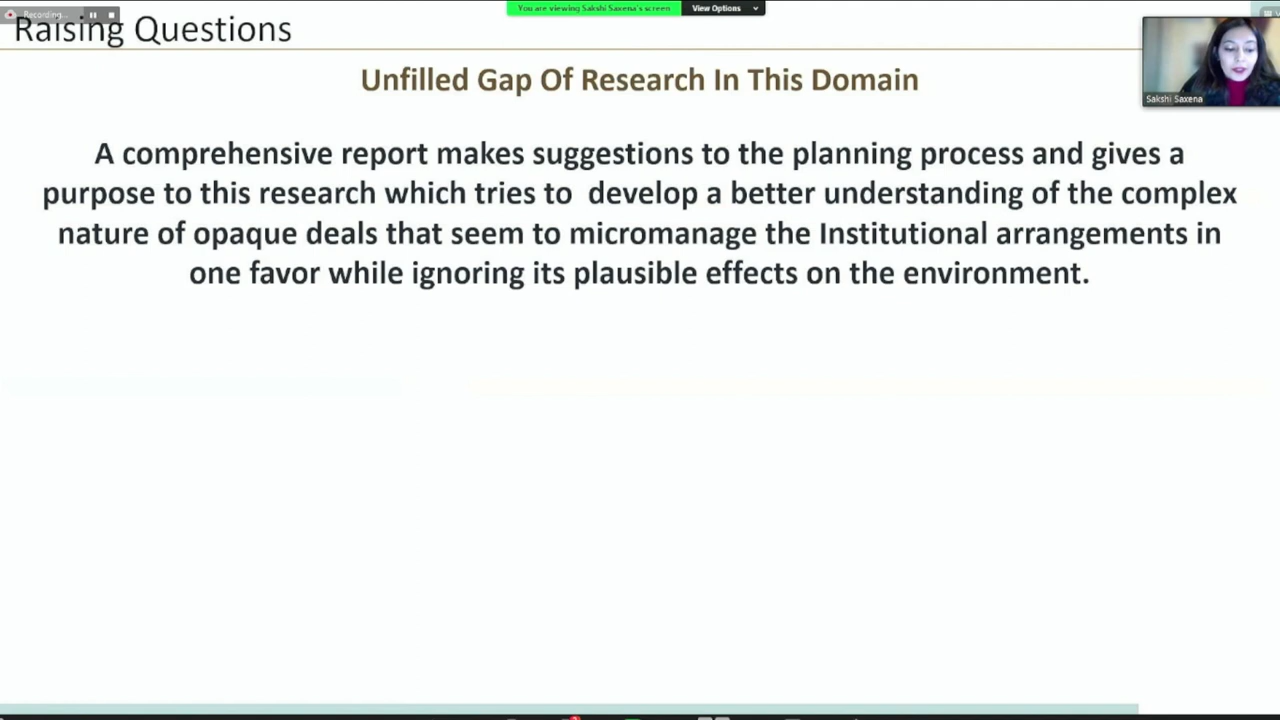 Recording...
You are viewing Sakshi Saxena's screen
View Options
Raising Questions
Sakshi Saxena
Unfilled Gap Of Research In This Domain
A comprehensive report makes suggestions to the planning process and gives a
purpose to this research which tries to develop a better understanding of the complex
nature of opaque deals that seem to micromanage the Institutional arrangements in
one favor while ignoring its plausible effects on the environment.